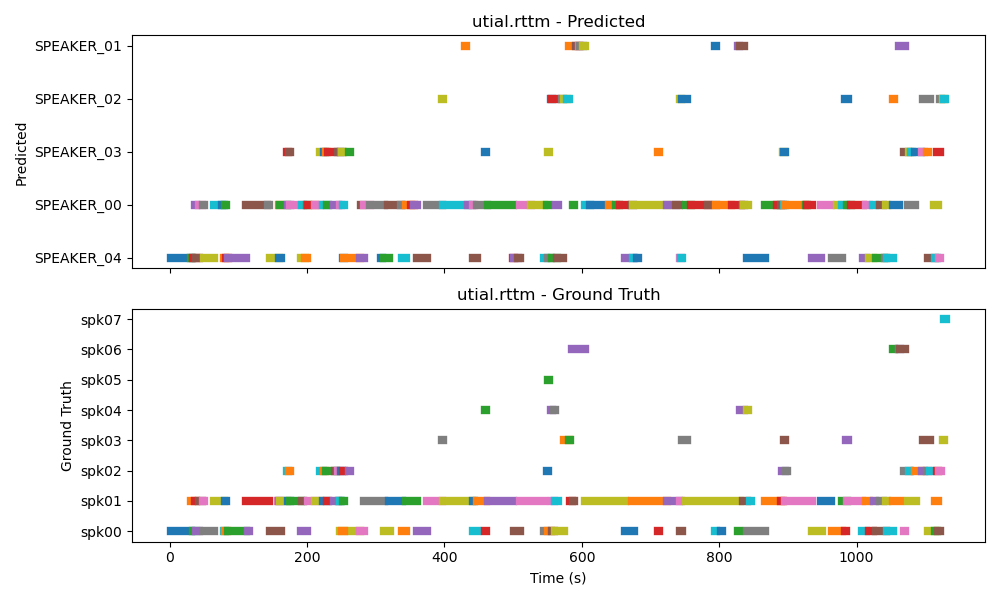 utial.rttm - Predicted
SPEAKER_01
SPEAKER_02
SPEAKER_03
SPEAKER_00
SPEAKER_04
Predicted
utial.rttm - Ground Truth
spk07
spk06
spk05
spk04
spk03
spk02
spk01
spk00
Ground Truth
0 200 400 600 800 1000
Time (s)